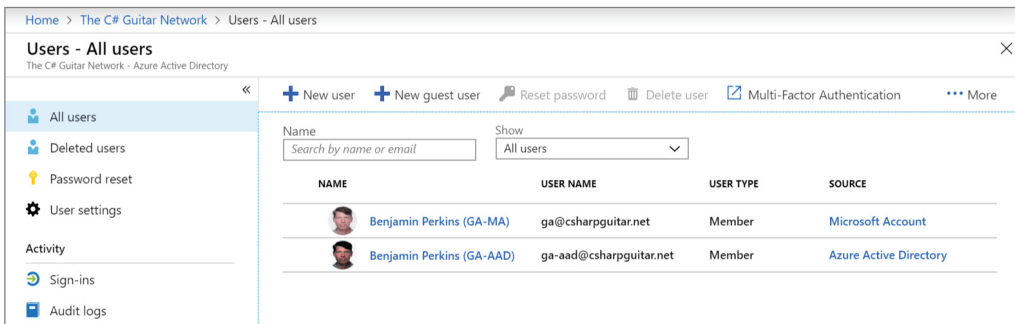 Home > The C# Guitar Network > Users - All users
Users - All users
The C# Guitar Network - Azure Active Directory
«
All users
Deleted users
Password reset
User settings
Activity
Sign-ins
Audit logs
New user New guest user Reset password Delete user Multi-Factor Authentication ••• More
Name Show
Search by name or email All users
NAME USER NAME USER TYPE SOURCE
Benjamin Perkins (GA-MA) ga@csharpguitar.net Member Microsoft Account
Benjamin Perkins (GA-AAD) ga-aad@csharpguitar.net Member Azure Active Directory